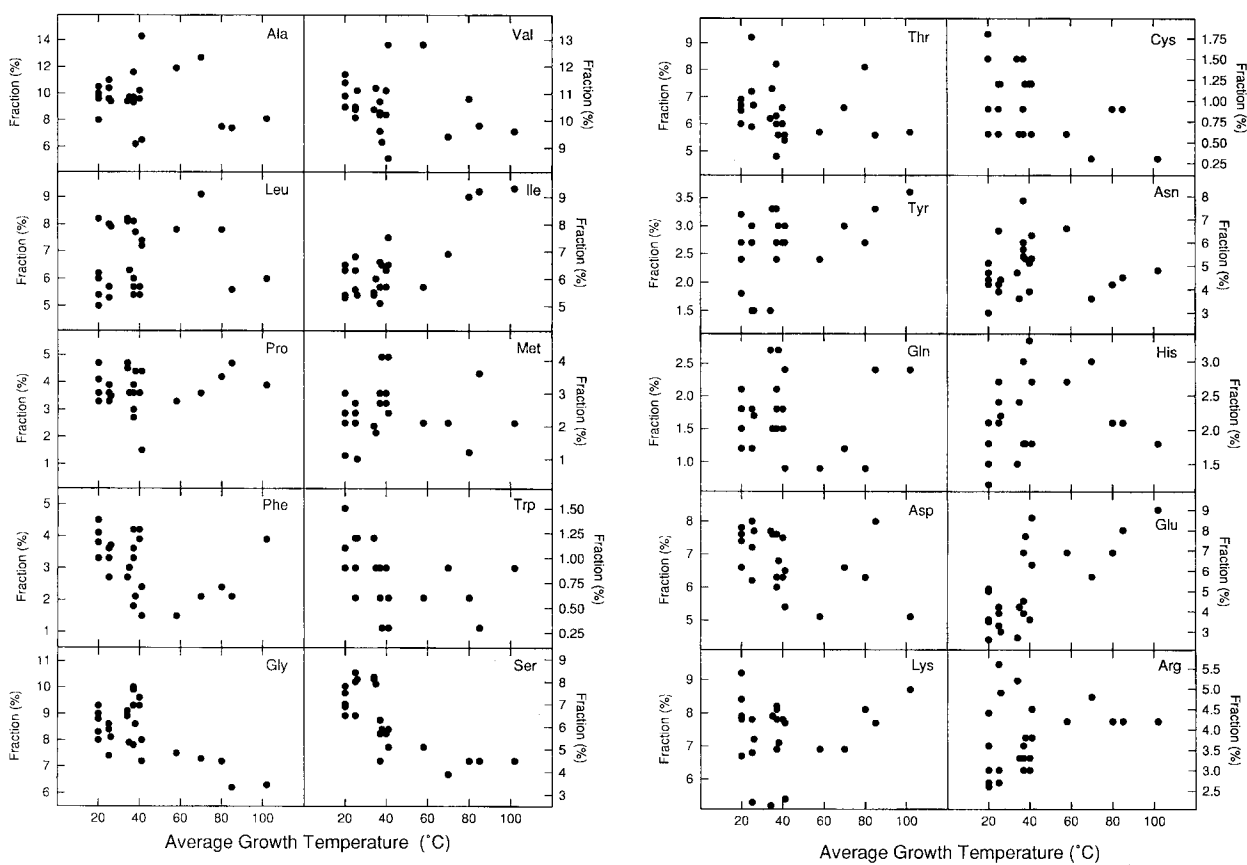 Fraction (%)
14
12
10
8
6
Ala
Val
13
12
11
10
9
Fraction (%)
Fraction (%)
9
8
7
6
5
Leu
Ile
9
8
7
6
5
Fraction (%)
Fraction (%)
5
4
3
2
1
Pro
Met
4
3
2
1
Fraction (%)
Fraction (%)
5
4
3
2
1
Phe
Trp
1.50
1.25
1.00
0.75
0.50
0.25
Fraction (%)
Fraction (%)
11
10
9
8
7
6
Gly
Ser
9
8
7
6
5
4
3
Fraction (%)
20 40 60 80 100 20 40 60 80 100
Average Growth Temperature (˚C)
Fraction (%)
9
8
7
6
5
Thr
Cys
1.75
1.50
1.25
1.00
0.75
0.50
0.25
Fraction (%)
Fraction (%)
3.5
3.0
2.5
2.0
1.5
Tyr
Asn
8
7
6
5
4
3
Fraction (%)
Fraction (%)
2.5
2.0
1.5
1.0
Gln
His
3.0
2.5
2.0
1.5
Fraction (%)
Fraction (%)
8
7
6
5
Asp
Glu
9
8
7
6
5
4
3
Fraction (%)
Fraction (%)
9
8
7
6
Lys
Arg
5.5
5.0
4.5
4.0
3.5
3.0
2.5
Fraction (%)
20 40 60 80 100 20 40 60 80 100
Average Growth Temperature (˚C)